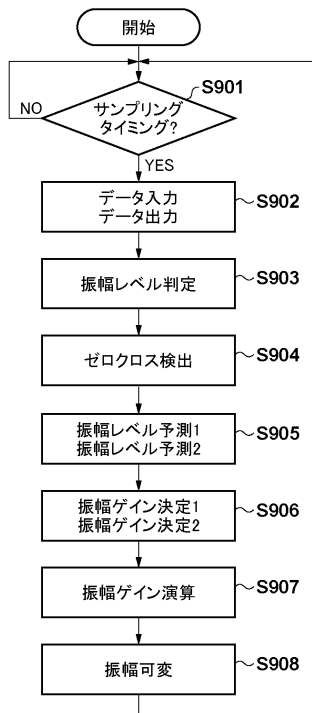 開始
S901
NO
サンプリング
タイミング?
YES
データ入力
データ出力
S902
振幅レベル判定
S903
ゼロクロス検出
S904
振幅レベル予測1
振幅レベル予測2
S905
振幅ゲイン決定1
振幅ゲイン決定2
S906
振幅ゲイン演算
S907
振幅可変
S908